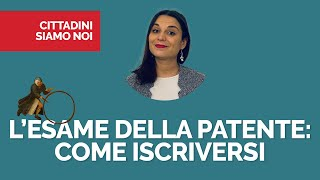 CITTADINI
SIAMO NOI
L'ESAME DELLA PATENTE:
COME ISCRIVERSI